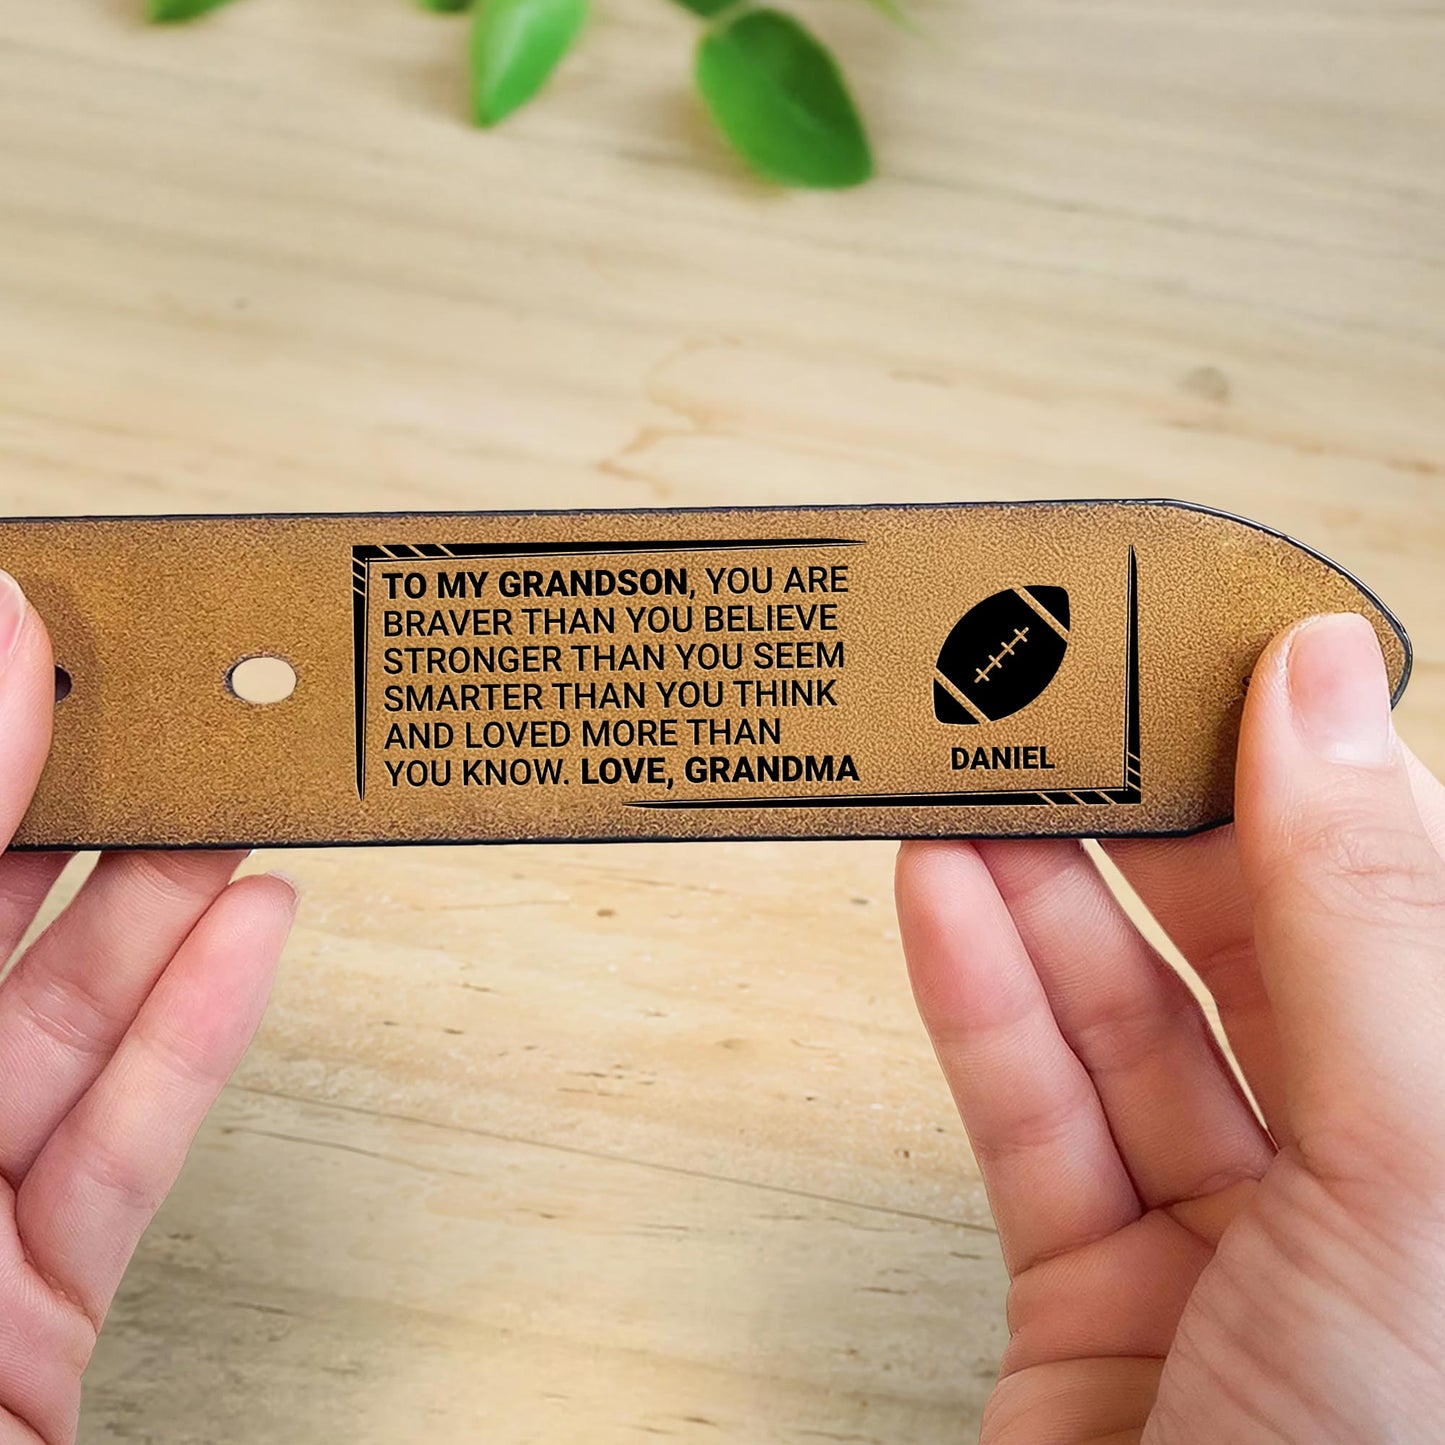 TO MY GRANDSON, YOU ARE
BRAVER THAN YOU BELIEVE
STRONGER THAN YOU SEEM
SMARTER THAN YOU THINK
AND LOVED MORE THAN
YOU KNOW. LOVE, GRANDMA
DANIEL